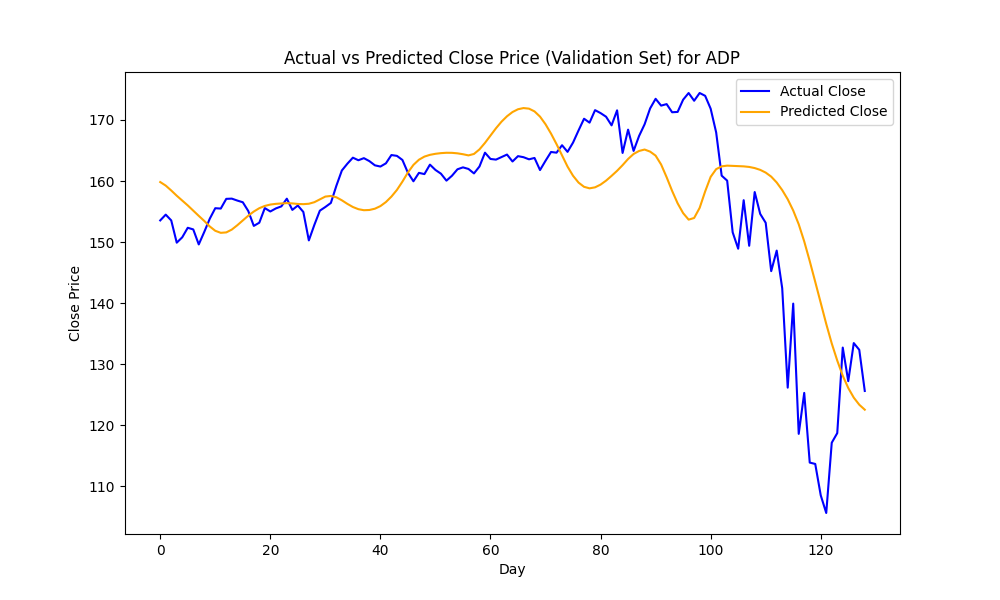 Actual vs Predicted Close Price (Validation Set) for ADP
Actual Close
Predicted Close
Close Price
170
160
150
140
130
120
110
0 20 40 60 80 100 120
Day